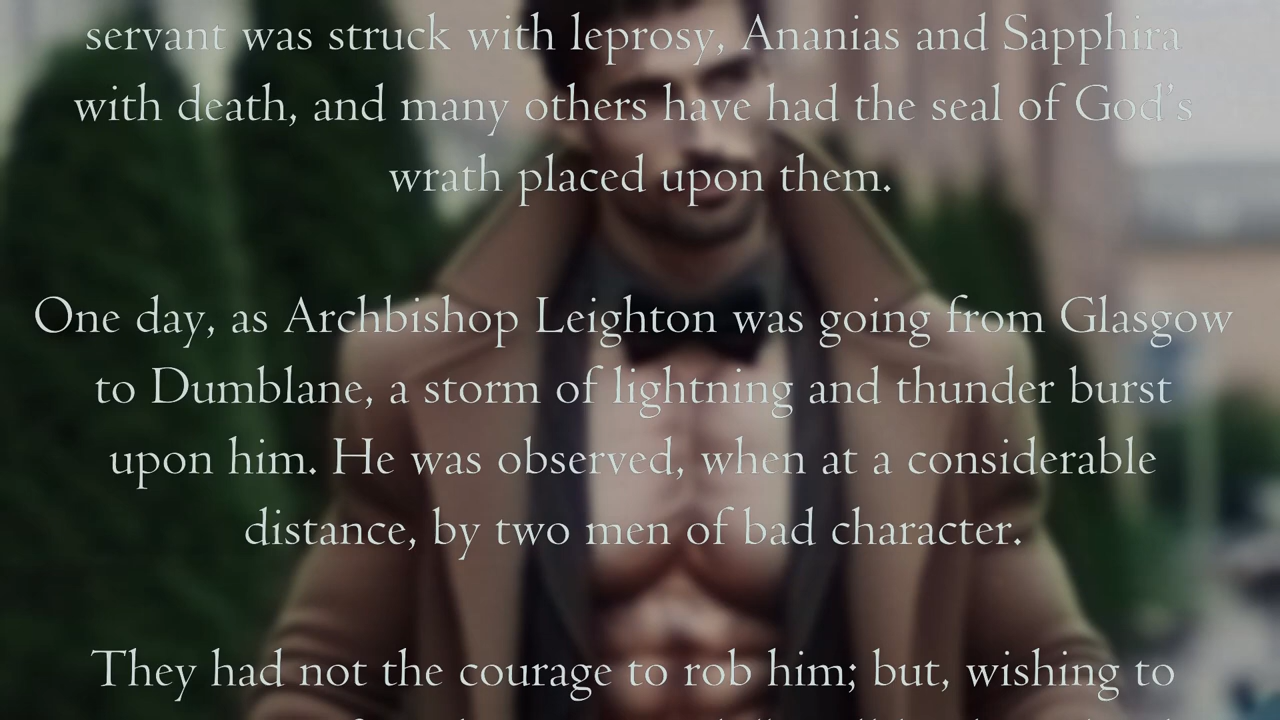 servant was struck with leprosy, Ananias and Sapphira
with death, and many others have had the seal of God's
wrath placed upon them.
One day, as Archbishop Leighton was going from Glasgow
to Dumblane, a storm of lightning and thunder burst
upon him. He was observed, when at a considerable
distance, by two men of bad character.
They had not the courage to rob him; but, wishing to